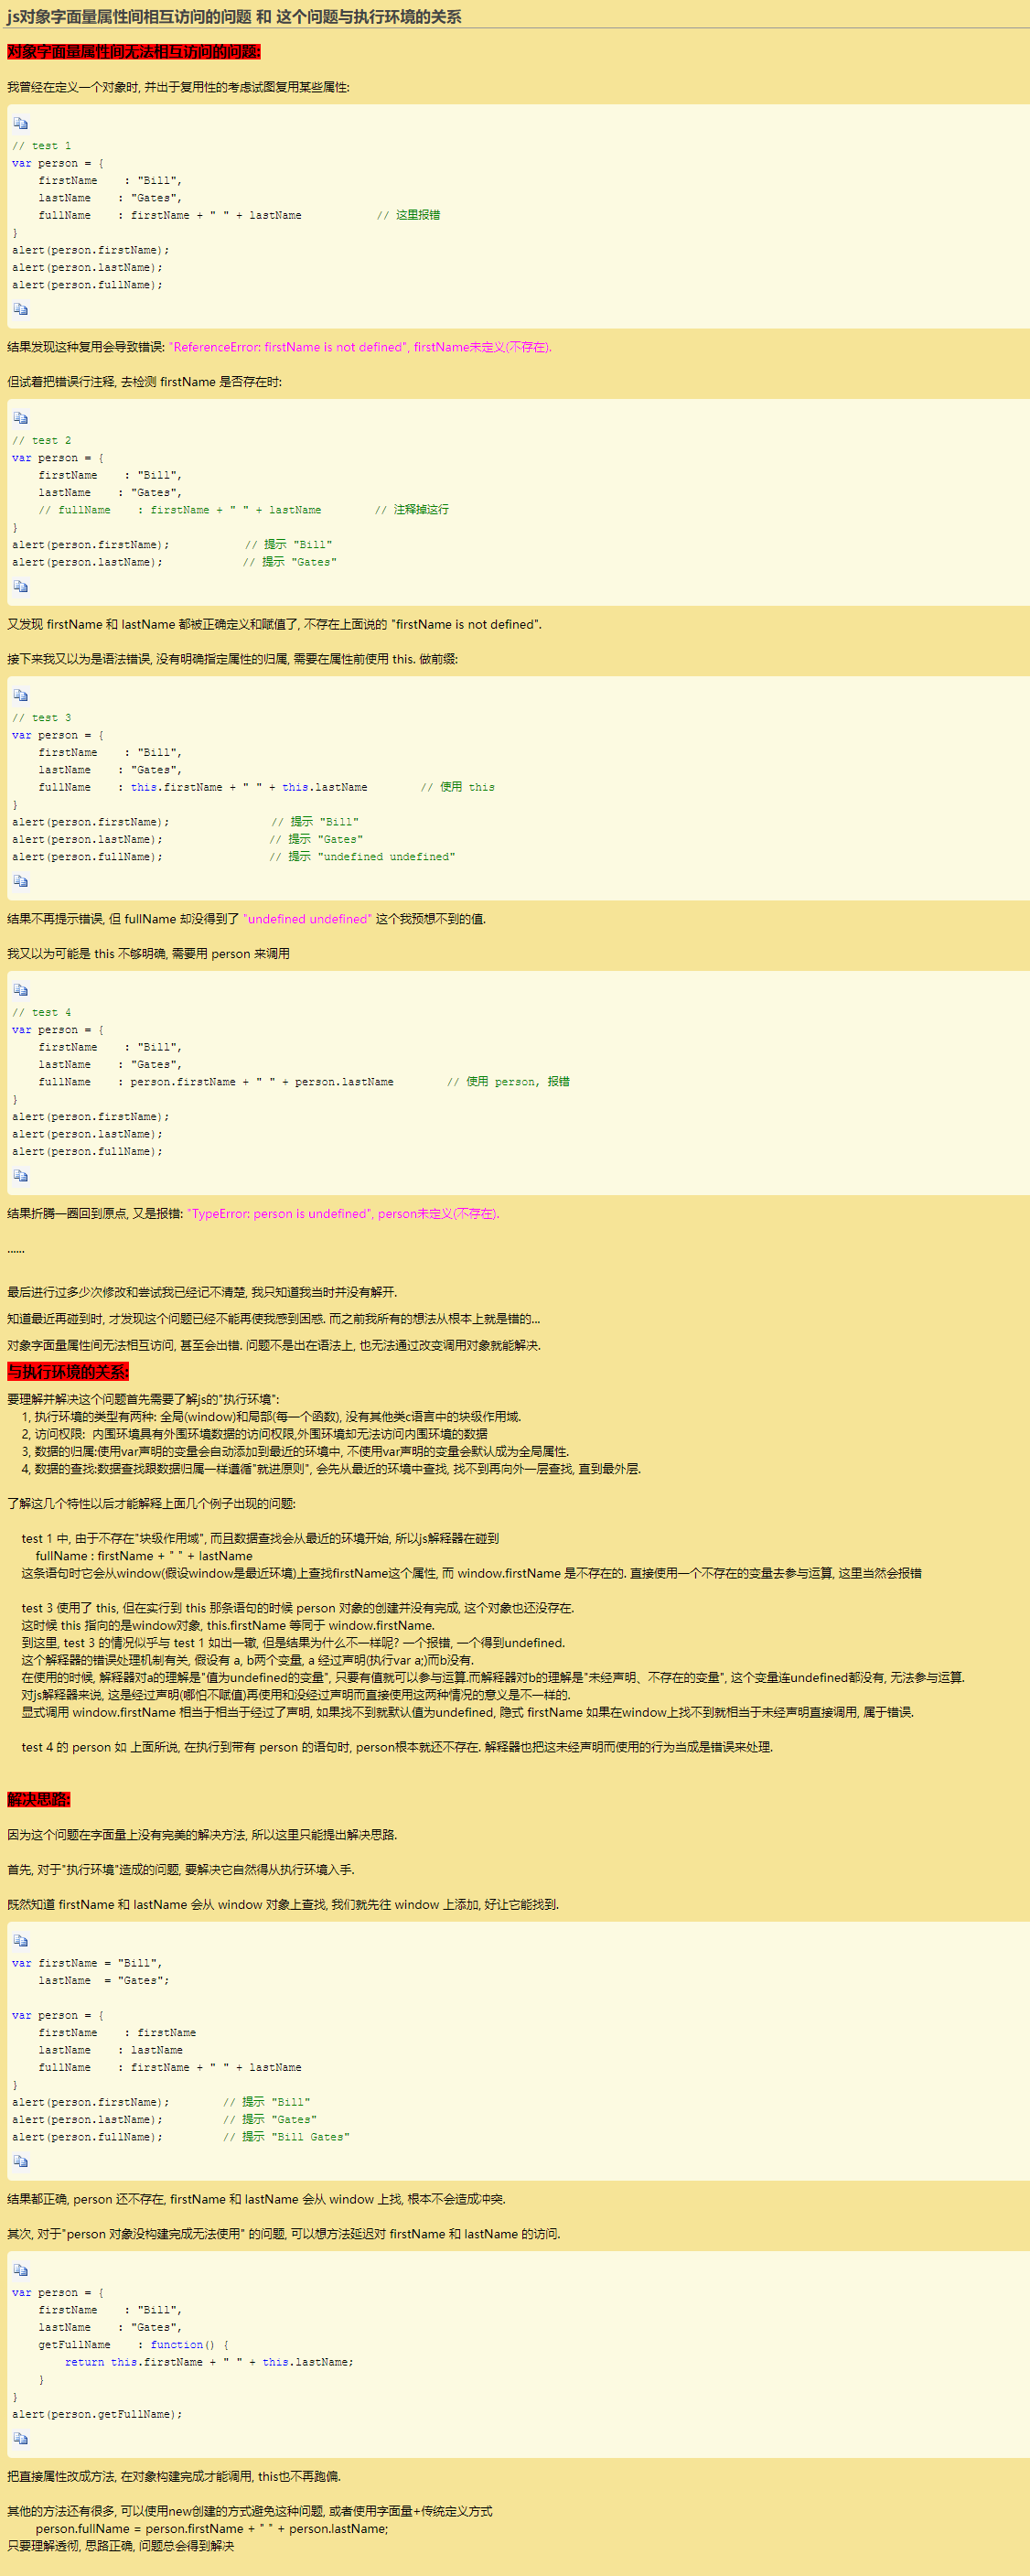 js对象字面量属性间相互访问的问题 和 这个问题与执行环境的关系
对象字面量属性间无法相互访问的问题:
我曾经在定义一个对象时, 并出于复用性的考虑试图复用某些属性:
// test 1
var person = {
    firstName    : "Bill",
    lastName    : "Gates",
    fullName    : firstName + " " + lastName    // 这里报错
}
alert(person.firstName);
alert(person.lastName);
alert(person.fullName);
结果发现这种复用会导致错误: "ReferenceError: firstName is not defined", firstName未定义(不存在).
但试着把错误行注释, 去检测 firstName 是否存在时:
// test 2
var person = {
    firstName    : "Bill",
    lastName    : "Gates",
    // fullName    : firstName + " " + lastName    // 注释掉这行
}
alert(person.firstName);    // 提示 "Bill"
alert(person.lastName);    // 提示 "Gates"
又发现 firstName 和 lastName 都被正确定义和赋值了, 不存在上面说的 "firstName is not defined".
接下来我又以为是语法错误, 没有明确指定属性的归属, 需要在属性前使用 this. 做前缀:
// test 3
var person = {
    firstName    : "Bill",
    lastName    : "Gates",
    fullName    : this.firstName + " " + this.lastName    // 使用 this
}
alert(person.firstName);    // 提示 "Bill"
alert(person.lastName);    // 提示 "Gates"
alert(person.fullName);    // 提示 "undefined undefined"
结果不再提示错误, 但 fullName 却没得到了 "undefined undefined" 这个我预想不到的值.
我又以为可能是 this 不够明确, 需要用 person 来调用
// test 4
var person = {
    firstName    : "Bill",
    lastName    : "Gates",
    fullName    : person.firstName + " " + person.lastName    // 使用 person, 报错
}
alert(person.firstName);
alert(person.lastName);
alert(person.fullName);
结果折腾一圈回到原点, 又是报错: "TypeError: person is undefined", person未定义(不存在).
......
最后进行过多少次修改和尝试我已经记不清楚, 我只知道我当时并没有解开.
知道最近再碰到时, 才发现这个问题已经不能再使我感到困惑. 而之前我所有的想法从根本上就是错的...
对象字面量属性间无法相互访问, 甚至会出错. 问题不是出在语法上, 也无法通过改变调用对象就能解决.
与执行环境的关系:
要理解并解决这个问题首先需要了解js的"执行环境":
1, 执行环境的类型有两种: 全局(window)和局部(每一个函数), 没有其他类c语言中的块级作用域.
2, 访问权限:  内围环境具有外围环境数据的访问权限,外围环境却无法访问内围环境的数据
3, 数据的归属:使用var声明的变量会自动添加到最近的环境中, 不使用var声明的变量会默认成为全局属性.
4, 数据的查找:数据查找跟数据归属一样遵循"就进原则", 会先从最近的环境中查找, 找不到再向外一层查找, 直到最外层.
了解这几个特性以后才能解释上面几个例子出现的问题:
test 1 中, 由于不存在"块级作用域", 而且数据查找会从最近的环境开始, 所以js解释器在碰到
fullName : firstName + " " + lastName
这条语句时它会从window(假设window是最近环境)上查找firstName这个属性, 而 window.firstName 是不存在的. 直接使用一个不存在的变量去参与运算, 这里当然会报错
test 3 使用了 this, 但在实行到 this 那条语句的时候 person 对象的创建并没有完成, 这个对象也还没存在.
这时候 this 指向的是window对象, this.firstName 等同于 window.firstName.
到这里, test 3 的情况似乎与 test 1 如出一辙, 但是结果为什么不一样呢? 一个报错, 一个得到undefined.
这个解释器的错误处理机制有关, 假设有 a, b两个变量, a 经过声明(执行var a;)而b没有.
在使用的时候, 解释器对a的理解是"值为undefined的变量", 只要有值就可以参与运算.而解释器对b的理解是"未经声明、不存在的变量", 这个变量连undefined都没有, 无法参与运算.
对js解释器来说, 这是经过声明(哪怕不赋值)再使用和没经过声明而直接使用这两种情况的意义是不一样的.
显式调用 window.firstName 相当于相当于经过了声明, 如果找不到就默认值为undefined, 隐式 firstName 如果在window上找不到就相当于未经声明直接调用, 属于错误.
test 4 的 person 如 上面所说, 在执行到带有 person 的语句时, person根本就还不存在. 解释器也把这未经声明而使用的行为当成是错误来处理.
解决思路:
因为这个问题在字面量上没有完美的解决方法, 所以这里只能提出解决思路.
首先, 对于"执行环境"造成的问题, 要解决它自然得从执行环境入手.
既然知道 firstName 和 lastName 会从 window 对象上查找, 我们就先往 window 上添加, 好让它能找到.
var firstName = "Bill",
    lastName  = "Gates";
var person = {
    firstName    : firstName
    lastName    : lastName
    fullName    : firstName + " " + lastName
}
alert(person.firstName);    // 提示 "Bill"
alert(person.lastName);    // 提示 "Gates"
alert(person.fullName);    // 提示 "Bill Gates"
结果都正确, person 还不存在, firstName 和 lastName 会从 window 上找, 根本不会造成冲突.
其次, 对于"person 对象没构建完成无法使用" 的问题, 可以想方法延迟对 firstName 和 lastName 的访问.
var person = {
    firstName    : "Bill",
    lastName    : "Gates",
    getFullName    : function() {
        return this.firstName + " " + this.lastName;
    }
}
alert(person.getFullName);
把直接属性改成方法, 在对象构建完成才能调用, this也不再跑偏.
其他的方法还有很多, 可以使用new创建的方式避免这种问题, 或者使用字面量+传统定义方式
person.fullName = person.firstName + " " + person.lastName;
只要理解透彻, 思路正确, 问题总会得到解决